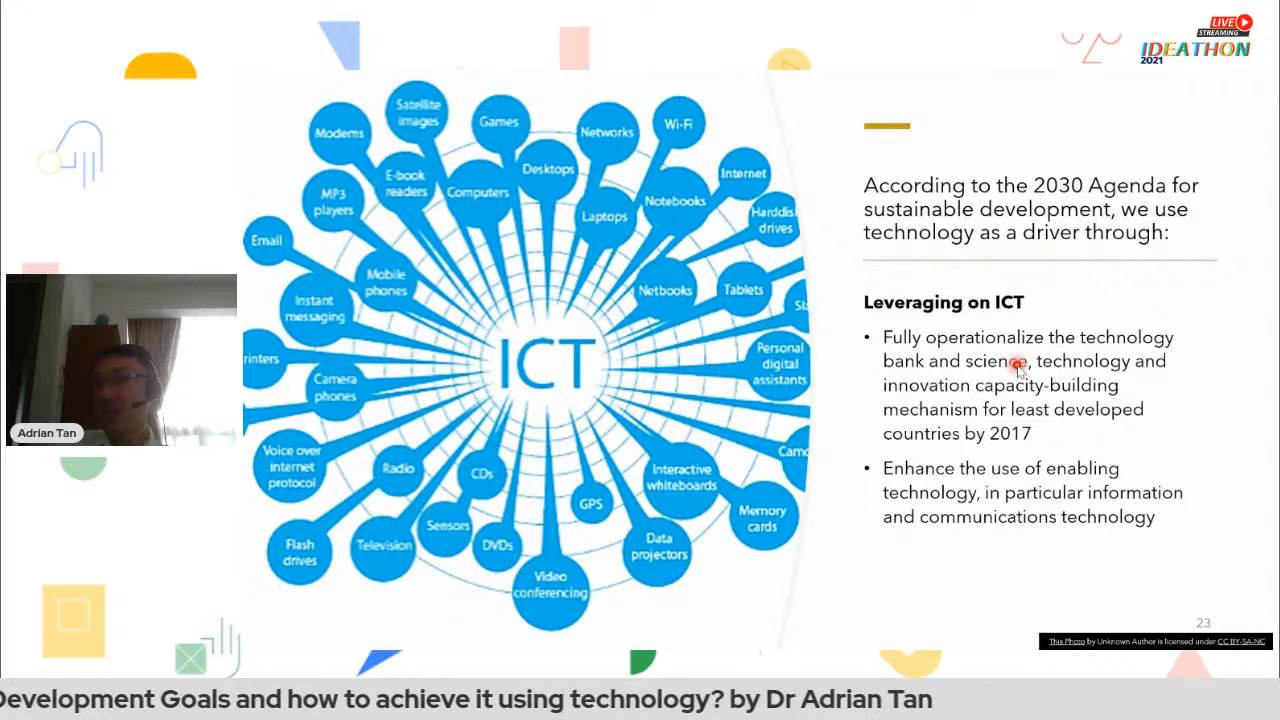 LIVE
STREAMING
IDEATHON
2021
Satellite
images
Games
Networks
Wi-Fi
Modems
Desktops
Internet
E-book
readers
Computers
Notebooks
MP3
players
Laptops
Harddis
drives
Email
Mobile
phones
Netbooks
Tablets
Instant
messaging
rinters
ICT
Personal
digital
assistants
Camera
phones
Voice over
internet
protocol
Radio
CDs
Interactive
whiteboards
GPS
Memory
cards
Sensors
Flash
drives
Television
DVDs
Data
projectors
Video
conferencing
According to the 2030 Agenda for
sustainable development, we use
technology as a driver through:
Leveraging on ICT
• Fully operationalize the technology
bank and science, technology and
innovation capacity-building
mechanism for least developed
countries by 2017
• Enhance the use of enabling
technology, in particular information
and communications technology
23
This Photo by Unknown Author is licensed under CC BY-SA-NC
Adrian Tan
Development Goals and how to achieve it using technology? by Dr Adrian Tan